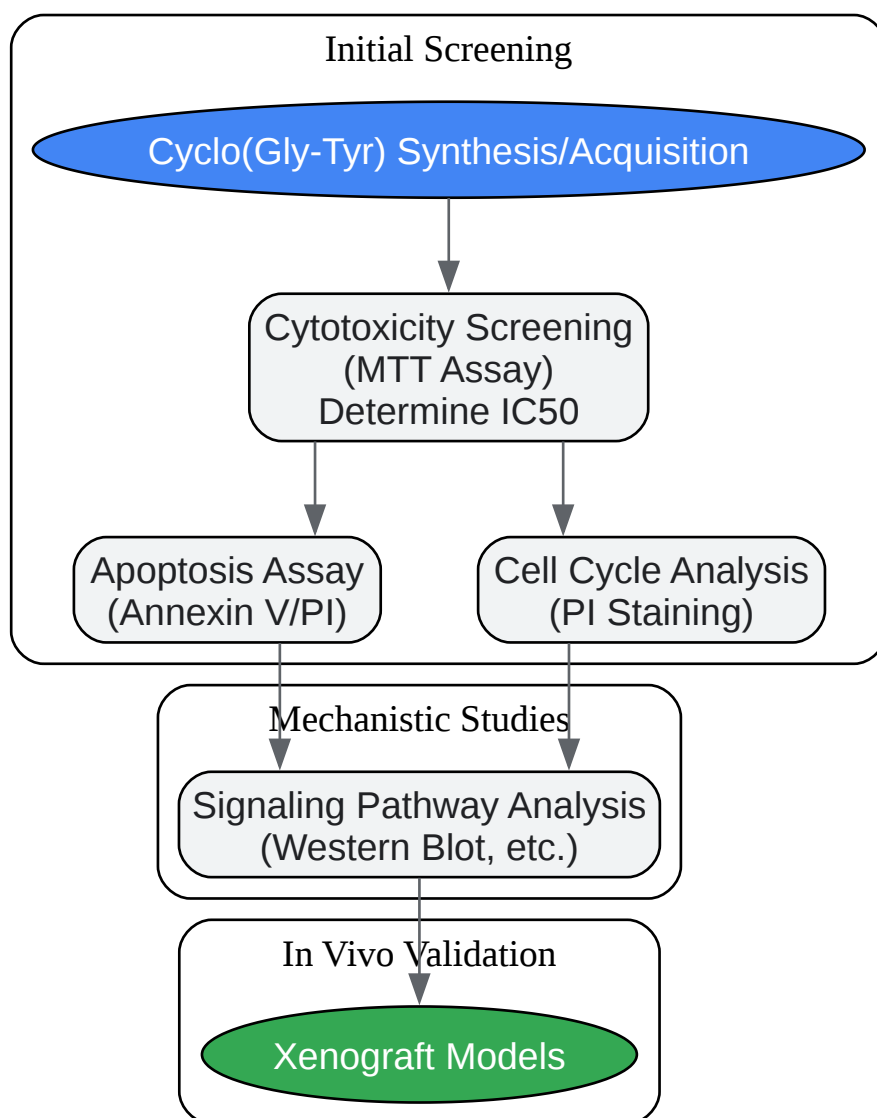 Initial Screening
Cyclo(Gly-Tyr) Synthesis/Acquisition
Cytotoxicity Screening
(MTT Assay)
Determine IC50
Apoptosis Assay
(Annexin V/PI)
Cell Cycle Analysis
(PI Staining)
Mechanistic Studies
Signaling Pathway Analysis
(Western Blot, etc.)
In Vivo Validation
Xenograft Models